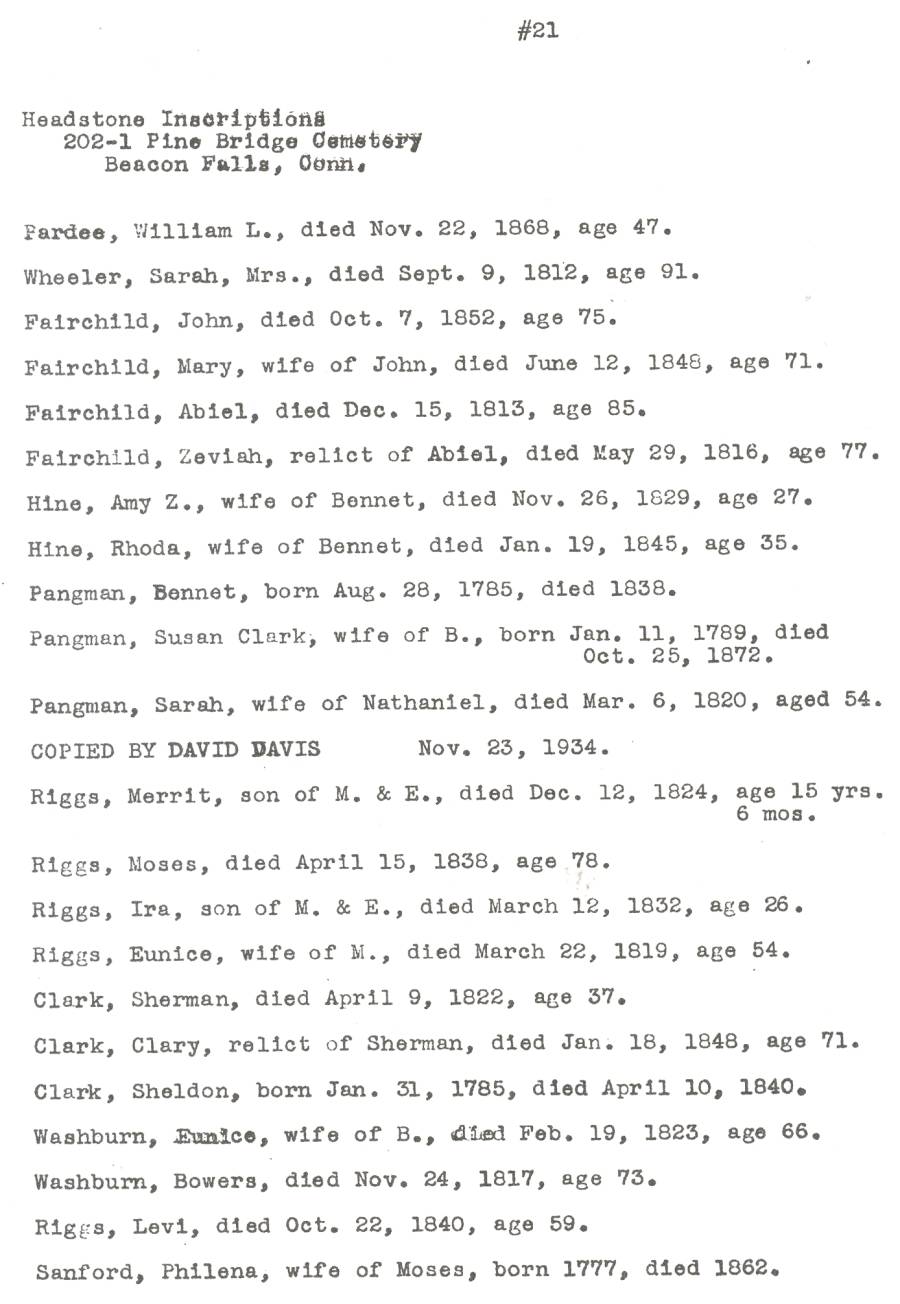 #21
Headstone Inscriptions
202-1 Pine Bridge Cemetery
Beacon Falls, Conn.
Pardee, William L., died Nov. 22, 1868, age 47.
Wheeler, Sarah, Mrs., died Sept. 9, 1812, age 91.
Fairchild, John, died Oct. 7, 1852, age 75.
Fairchild, Mary, wife of John, died June 12, 1848, age 71.
Fairchild, Abiel, died Dec. 15, 1813, age 85.
Fairchild, Zeviah, relict of Abiel, died May 29, 1816, age 77.
Hine, Amy Z., wife of Bennet, died Nov. 26, 1829, age 27.
Hine, Rhoda, wife of Bennet, died Jan. 19, 1845, age 35.
Pangman, Bennet, born Aug. 28, 1785, died 1838.
Pangman, Susan Clark, wife of B., born Jan. 11, 1789, died
Oct. 25, 1872.
Pangman, Sarah, wife of Nathaniel, died Mar. 6, 1820, aged 54.
COPIED BY DAVID DAVIS Nov. 23, 1934.
Riggs, Merrit, son of M. & E., died Dec. 12, 1824, age 15 yrs.
6 mos.
Riggs, Moses, died April 15, 1838, age 78.
Riggs, Ira, son of M. & E., died March 12, 1832, age 26.
Riggs, Eunice, wife of M., died March 22, 1819, age 54.
Clark, Sherman, died April 9, 1822, age 37.
Clark, Clary, relict of Sherman, died Jan. 18, 1848, age 71.
Clark, Sheldon, born Jan. 31, 1785, died April 10, 1840.
Washburn, Eunice, wife of B., died Feb. 19, 1823, age 66.
Washburn, Bowers, died Nov. 24, 1817, age 73.
Riggs, Levi, died Oct. 22, 1840, age 59.
Sanford, Philena, wife of Moses, born 1777, died 1862.